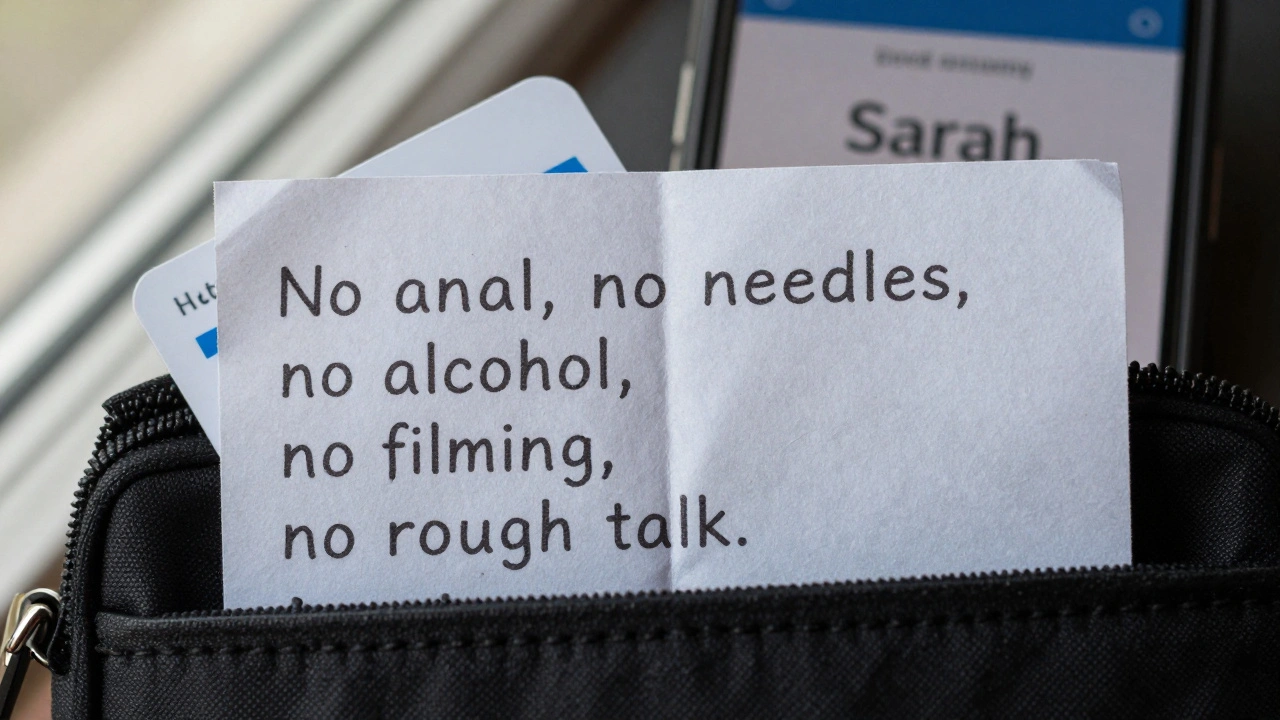 Sarah
No anal, no needles,
no alcohol,
no filming,
no rough talk.